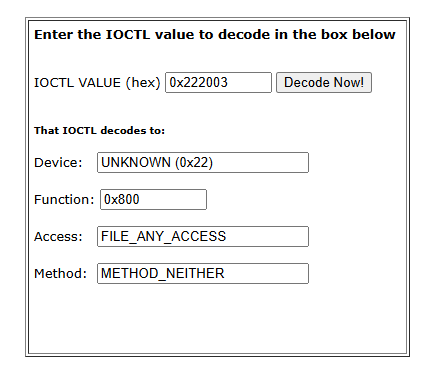 Enter the IOCTL value to decode in the box below
IOCTL VALUE (hex) 0x222003 Decode Now!
That IOCTL decodes to:
Device: UNKNOWN (0x22)
Function: 0x800
Access: FILE_ANY_ACCESS
Method: METHOD_NEITHER